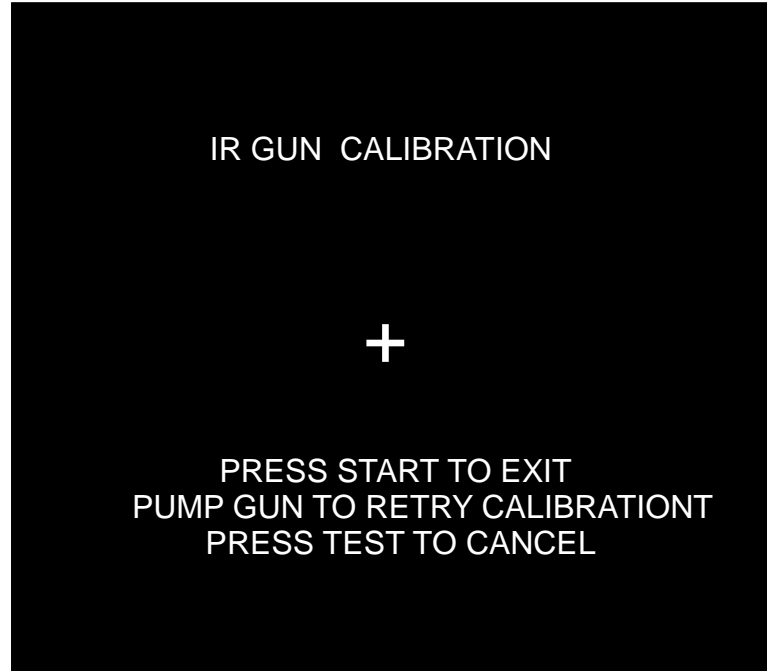 IR GUN  CALIBRATION
PRESS START TO EXIT
PUMP GUN TO RETRY CALIBRATIONT
PRESS TEST TO CANCEL